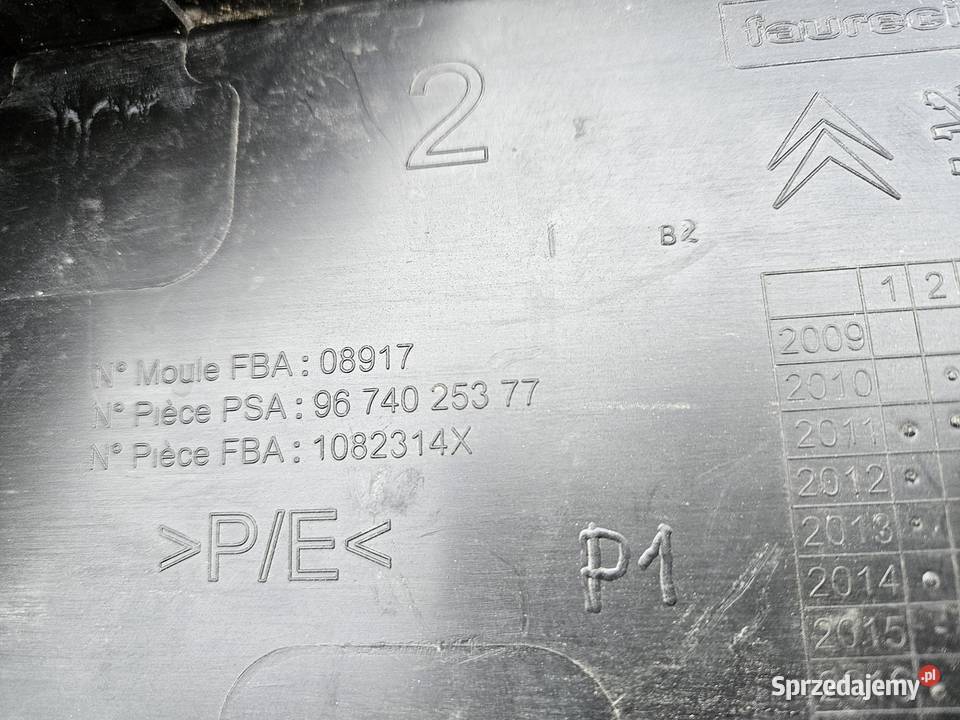 faureci
2
B2
1 2
2009
2010
2011
2012
2013
2014
2015
N° Moule FBA : 08917
N° Pièce PSA : 96 740 253 77
N° Pièce FBA : 1082314X
>P/E<
P1
Sprzedajemy.pl